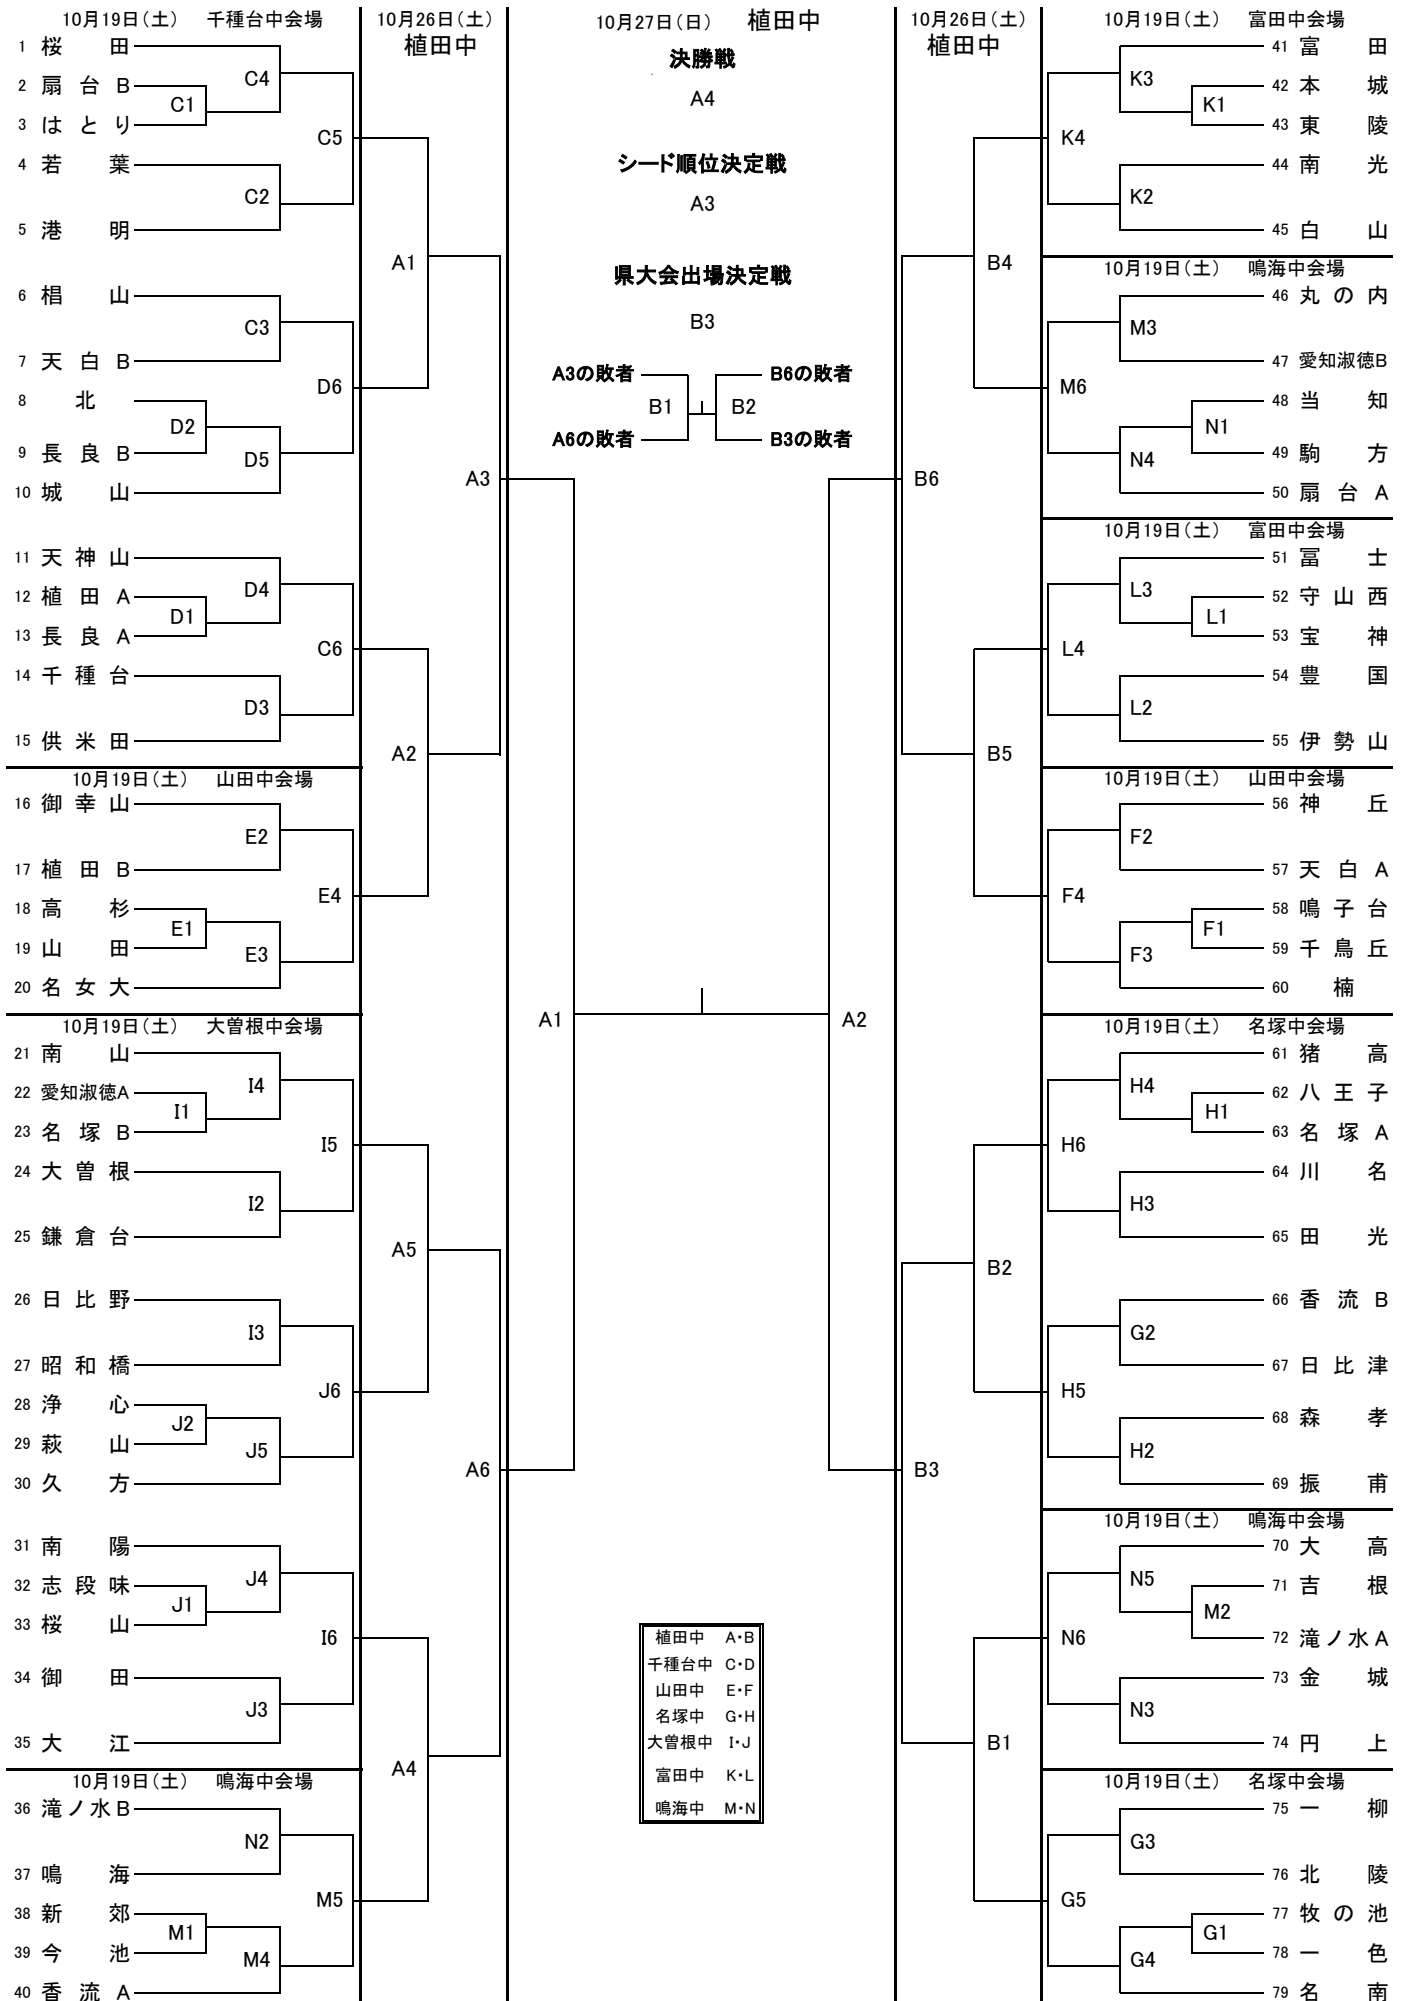 10月19日(土) 千種台中会場
1 桜田
2 扇台B
3 はとり
4 若葉
5 港明
6 椙山
7 天白B
8 北
9 長良B
10 城山
11 天神山
12 植田A
13 長良A
14 千種台
15 供米田
C4
C1
C5
C2
C3
D6
D2
D5
D4
D1
C6
D3
10月19日(土) 山田中会場
16 御幸山
17 植田B
18 高杉
19 山田
20 名女大
E2
E4
E1
E3
10月19日(土) 大曽根中会場
21 南山
22 愛知淑徳A
23 名塚B
24 大曽根
25 鎌倉台
26 日比野
27 昭和橋
28 浄心
29 萩山
30 久方
31 南陽
32 志段味
33 桜山
34 御田
35 大江
I4
I1
I5
I2
I3
J6
J2
J5
J4
J1
I6
J3
10月19日(土) 鳴海中会場
36 滝ノ水B
37 鳴海
38 新郊
39 今池
40 香流A
N2
M5
M1
M4
10月26日(土)
植田中
A1
A3
A2
A5
A6
A4
10月27日(日) 植田中
決勝戦
A4
シード順位決定戦
A3
県大会出場決定戦
B3
A3の敗者
B6の敗者
B1
B2
A6の敗者
B3の敗者
A1
A2
植田中 A・B
千種台中 C・D
山田中 E・F
名塚中 G・H
大曽根中 I・J
富田中 K・L
鳴海中 M・N
10月26日(土)
植田中
B4
B6
B5
B2
B3
B1
10月19日(土) 富田中会場
41 富田
42 本城
43 東陵
44 南光
45 白山
K3
K1
K4
K2
10月19日(土) 鳴海中会場
46 丸の内
47 愛知淑徳B
48 当知
49 駒方
50 扇台A
M3
M6
N1
N4
10月19日(土) 富田中会場
51 冨士
52 守山西
53 宝神
54 豊国
55 伊勢山
L3
L1
L4
L2
10月19日(土) 山田中会場
56 神丘
57 天白A
58 鳴子台
59 千鳥丘
60 楠
F2
F4
F1
F3
10月19日(土) 名塚中会場
61 猪高
62 八王子
63 名塚A
64 川名
65 田光
66 香流B
67 日比津
68 森孝
69 振甫
H4
H1
H6
H3
G2
H5
H2
10月19日(土) 鳴海中会場
70 大高
71 吉根
72 滝ノ水A
73 金城
74 円上
N5
M2
N6
N3
10月19日(土) 名塚中会場
75 一柳
76 北陵
77 牧の池
78 一色
79 名南
G3
G5
G1
G4